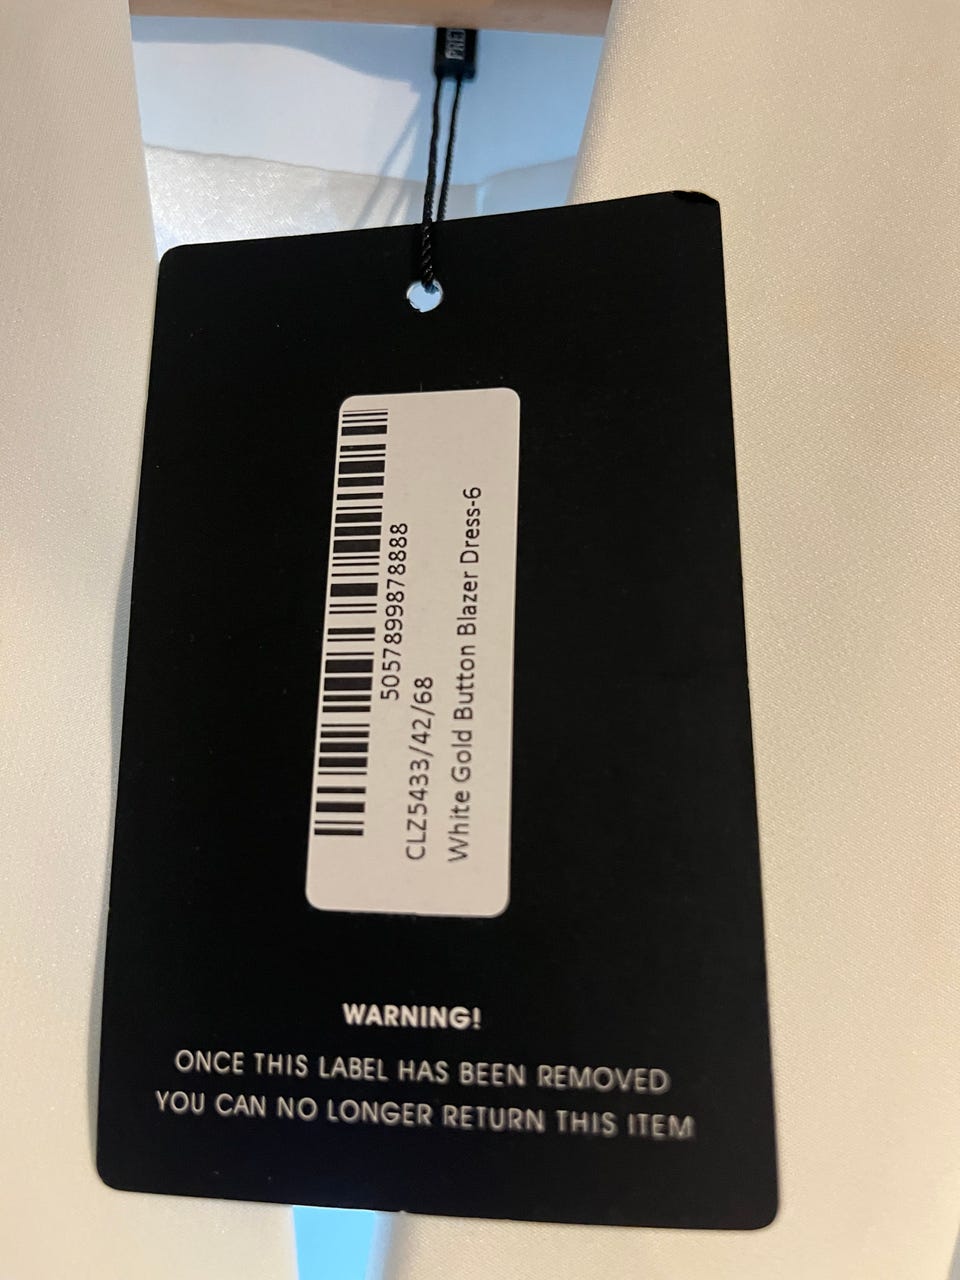 5057899878888
CLZ5433/42/68
White Gold Button Blazer Dress-6
WARNING!
ONCE THIS LABEL HAS BEEN REMOVED
YOU CAN NO LONGER RETURN THIS ITEM